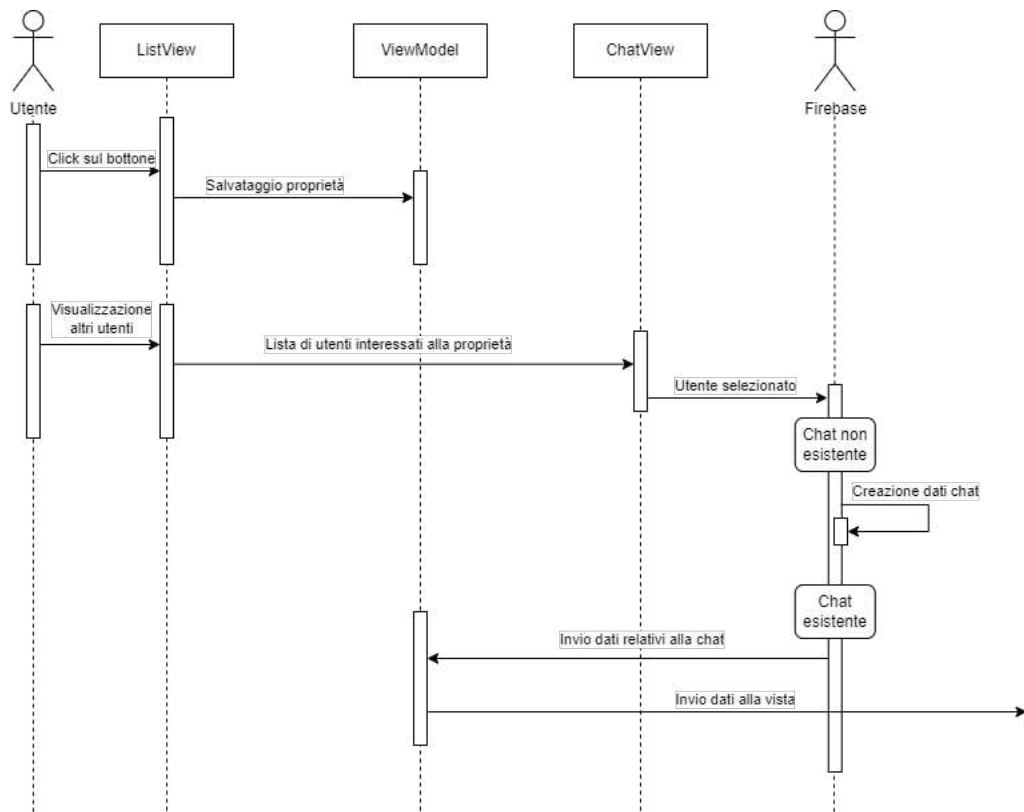 ListView
ViewModel
ChatView
Utente
Firebase
Click sul bottone
Salvataggio proprietà
Visualizzazione
altri utenti
Lista di utenti interessati alla proprietà
Utente selezionato
Chat non
esistente
Creazione dati chat
Chat
esistente
Invio dati relativi alla chat
Invio dati alla vista